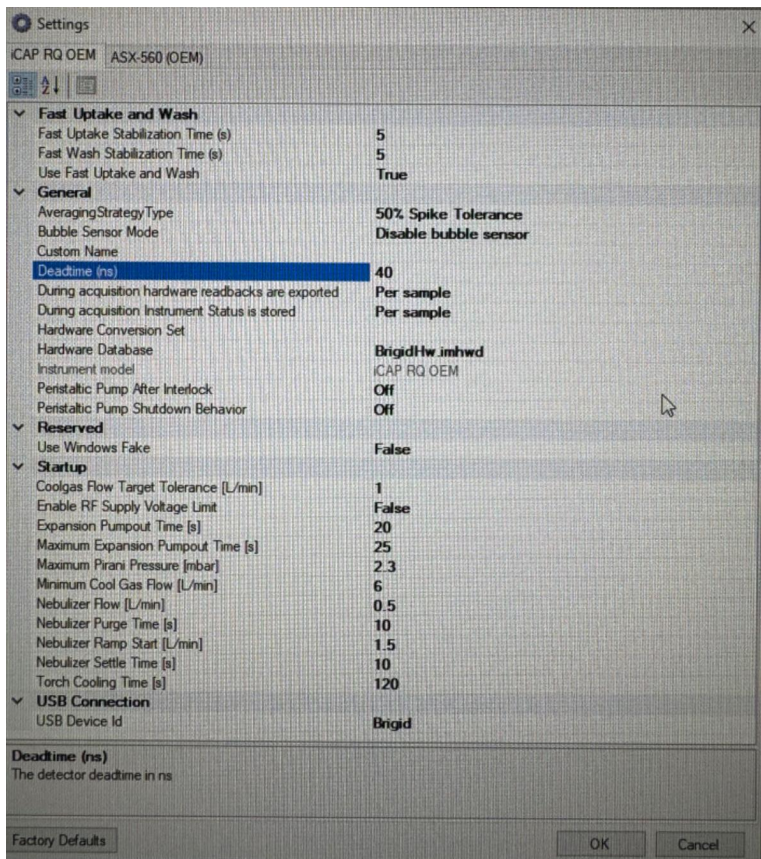 Settings
iCAP RQ OEM ASX-560 (OEM)
Fast Uptake and Wash
Fast Uptake Stabilization Time (s) 5
Fast Wash Stabilization Time (s) 5
Use Fast Uptake and Wash True
General
AveragingStrategyType 50% Spike Tolerance
Bubble Sensor Mode Disable bubble sensor
Custom Name
Deadtime (ns) 40
During acquisition hardware readbacks are exported Per sample
During acquisition Instrument Status is stored Per sample
Hardware Conversion Set
Hardware Database BrigidHw.imhwd
Instrument model iCAP RQ OEM
Peristaltic Pump After Interlock Off
Peristaltic Pump Shutdown Behavior Off
Reserved
Use Windows Fake False
Startup
Coolgas Flow Target Tolerance [L/min] 1
Enable RF Supply Voltage Limit False
Expansion Pumpout Time [s] 20
Maximum Expansion Pumpout Time [s] 25
Maximum Pirani Pressure [mbar] 2.3
Minimum Cool Gas Flow [L/min] 6
Nebulizer Flow [L/min] 0.5
Nebulizer Purge Time [s] 10
Nebulizer Ramp Start [L/min] 1.5
Nebulizer Settle Time [s] 10
Torch Cooling Time [s] 120
USB Connection
USB Device Id Brigid
Deadtime (ns)
The detector deadtime in ns
Factory Defaults OK Cancel